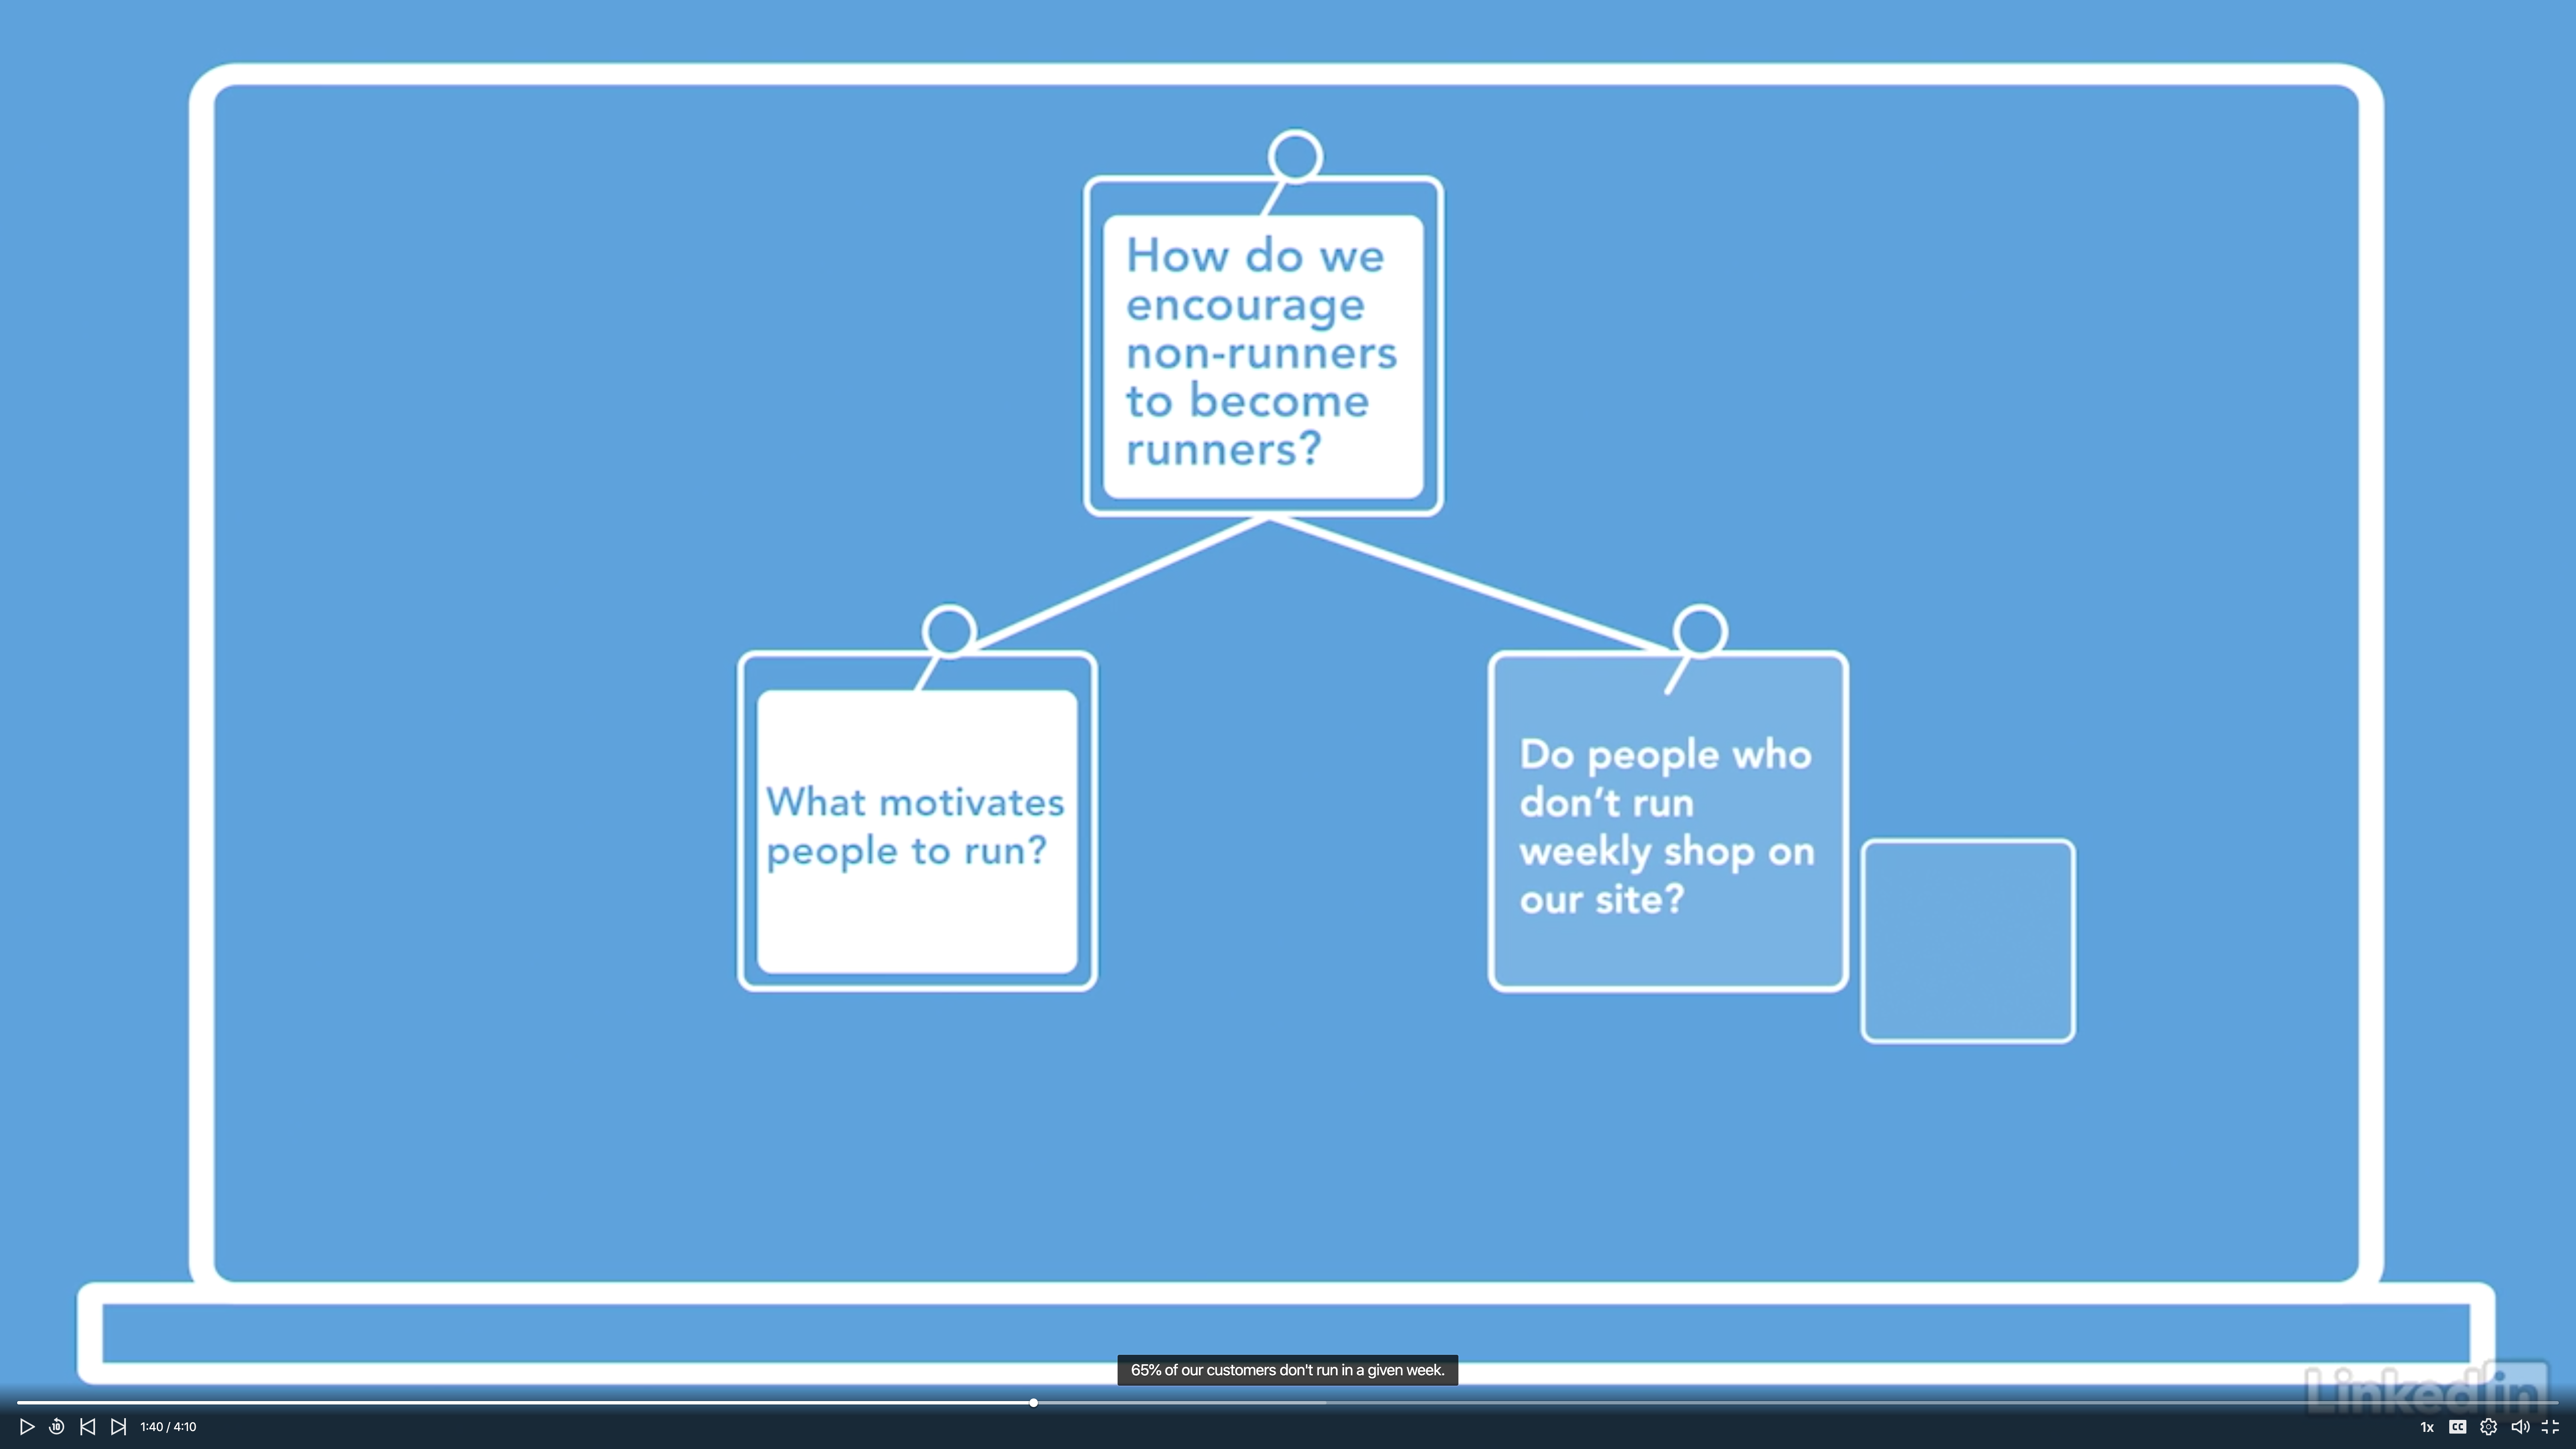 How do we
encourage
non-runners
to become
runners?
What motivates
people to run?
Do people who
don't run
weekly shop on
our site?
65% of our customers don't run in a given week.
LinkedIn
10
1:40 / 4:10
1x
CC